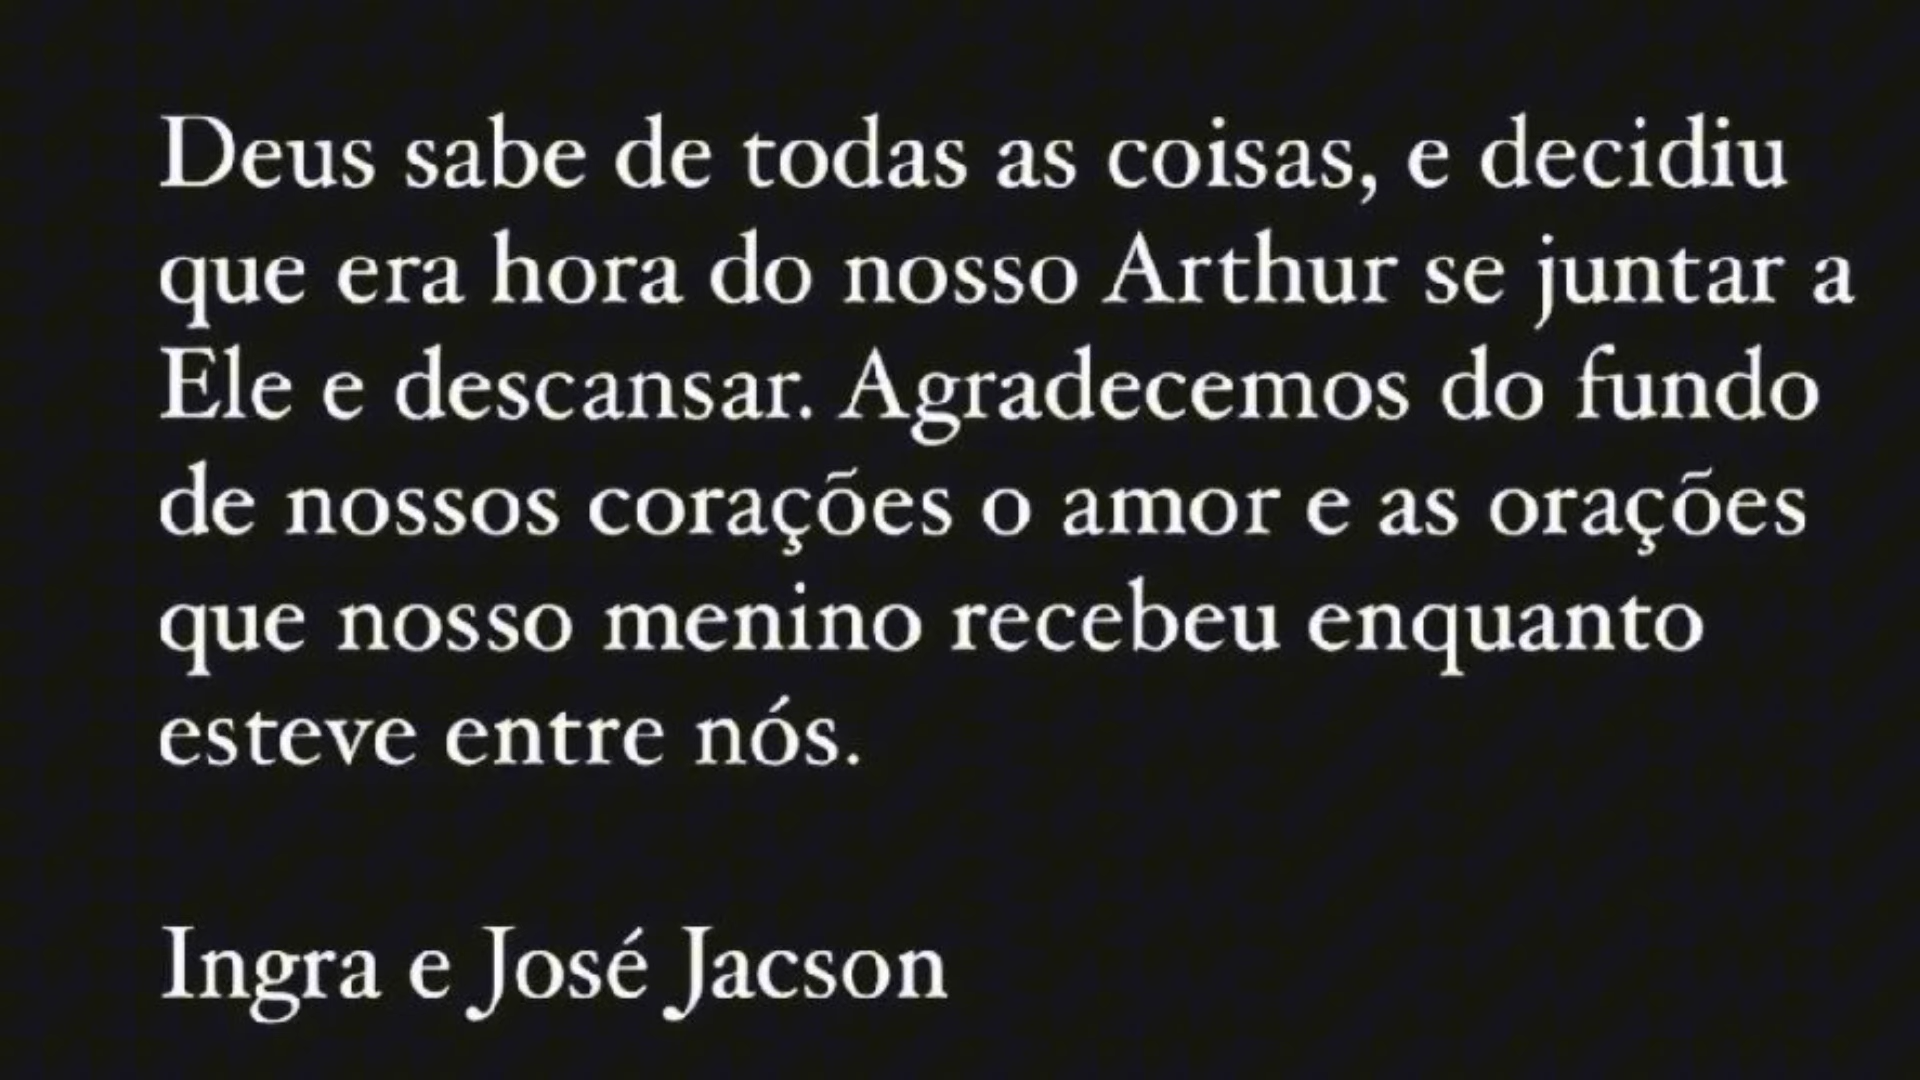 Deus sabe de todas as coisas, e decidiu
que era hora do nosso Arthur se juntar a
Ele e descansar. Agradecemos do fundo
de nossos corações o amor e as orações
que nosso menino recebeu enquanto
esteve entre nós.
Ingra e José Jacson